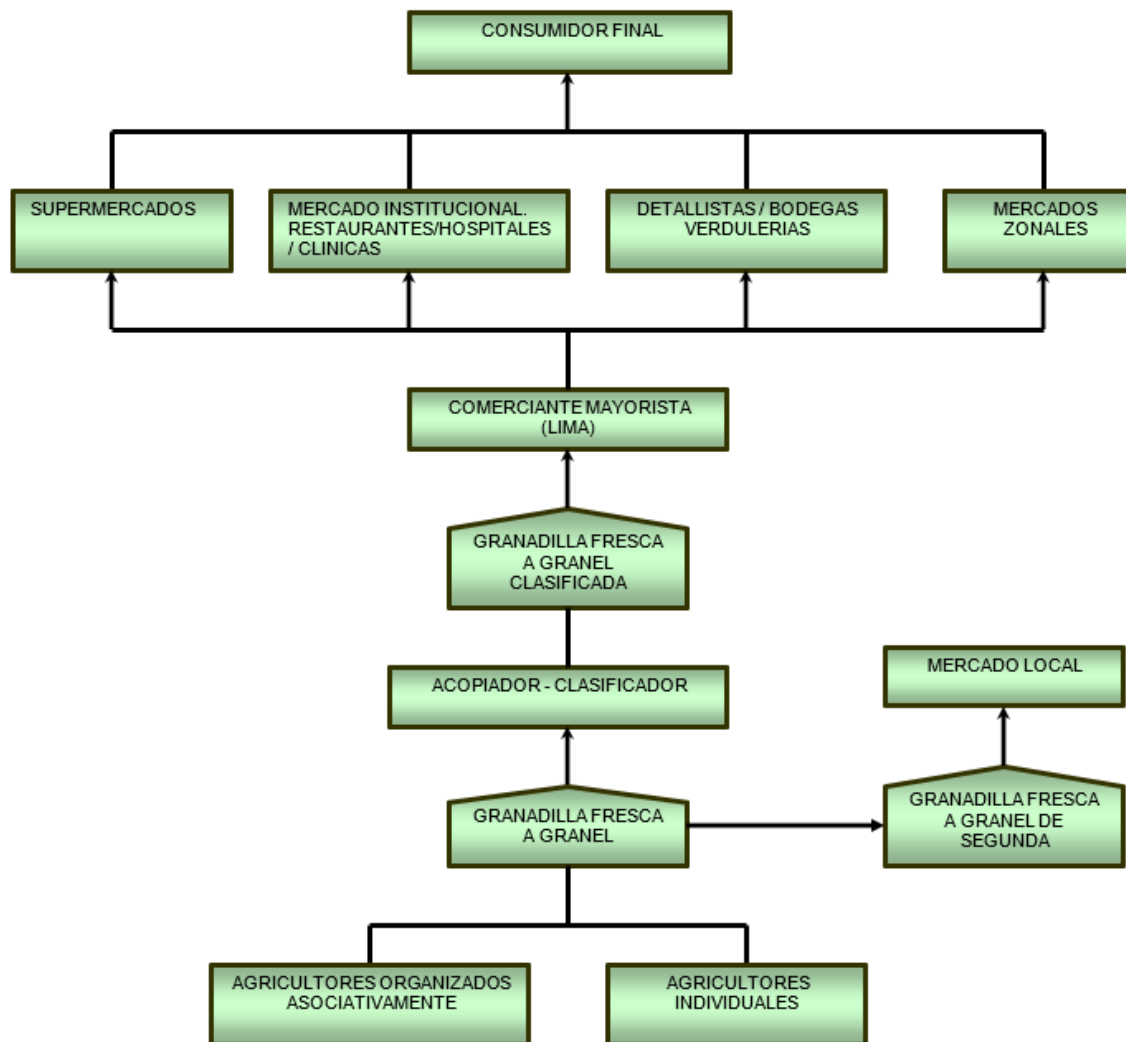 CONSUMIDOR FINAL
SUPERMERCADOS
MERCADO INSTITUCIONAL.
RESTAURANTES/HOSPITALES
/ CLINICAS
DETALLISTAS / BODEGAS
VERDULERIAS
MERCADOS
ZONALES
COMERCIANTE MAYORISTA
(LIMA)
GRANADILLA FRESCA
A GRANEL
CLASIFICADA
ACOPIADOR - CLASIFICADOR
MERCADO LOCAL
GRANADILLA FRESCA
A GRANEL
GRANADILLA FRESCA
A GRANEL DE
SEGUNDA
AGRICULTORES ORGANIZADOS
ASOCIATIVAMENTE
AGRICULTORES
INDIVIDUALES